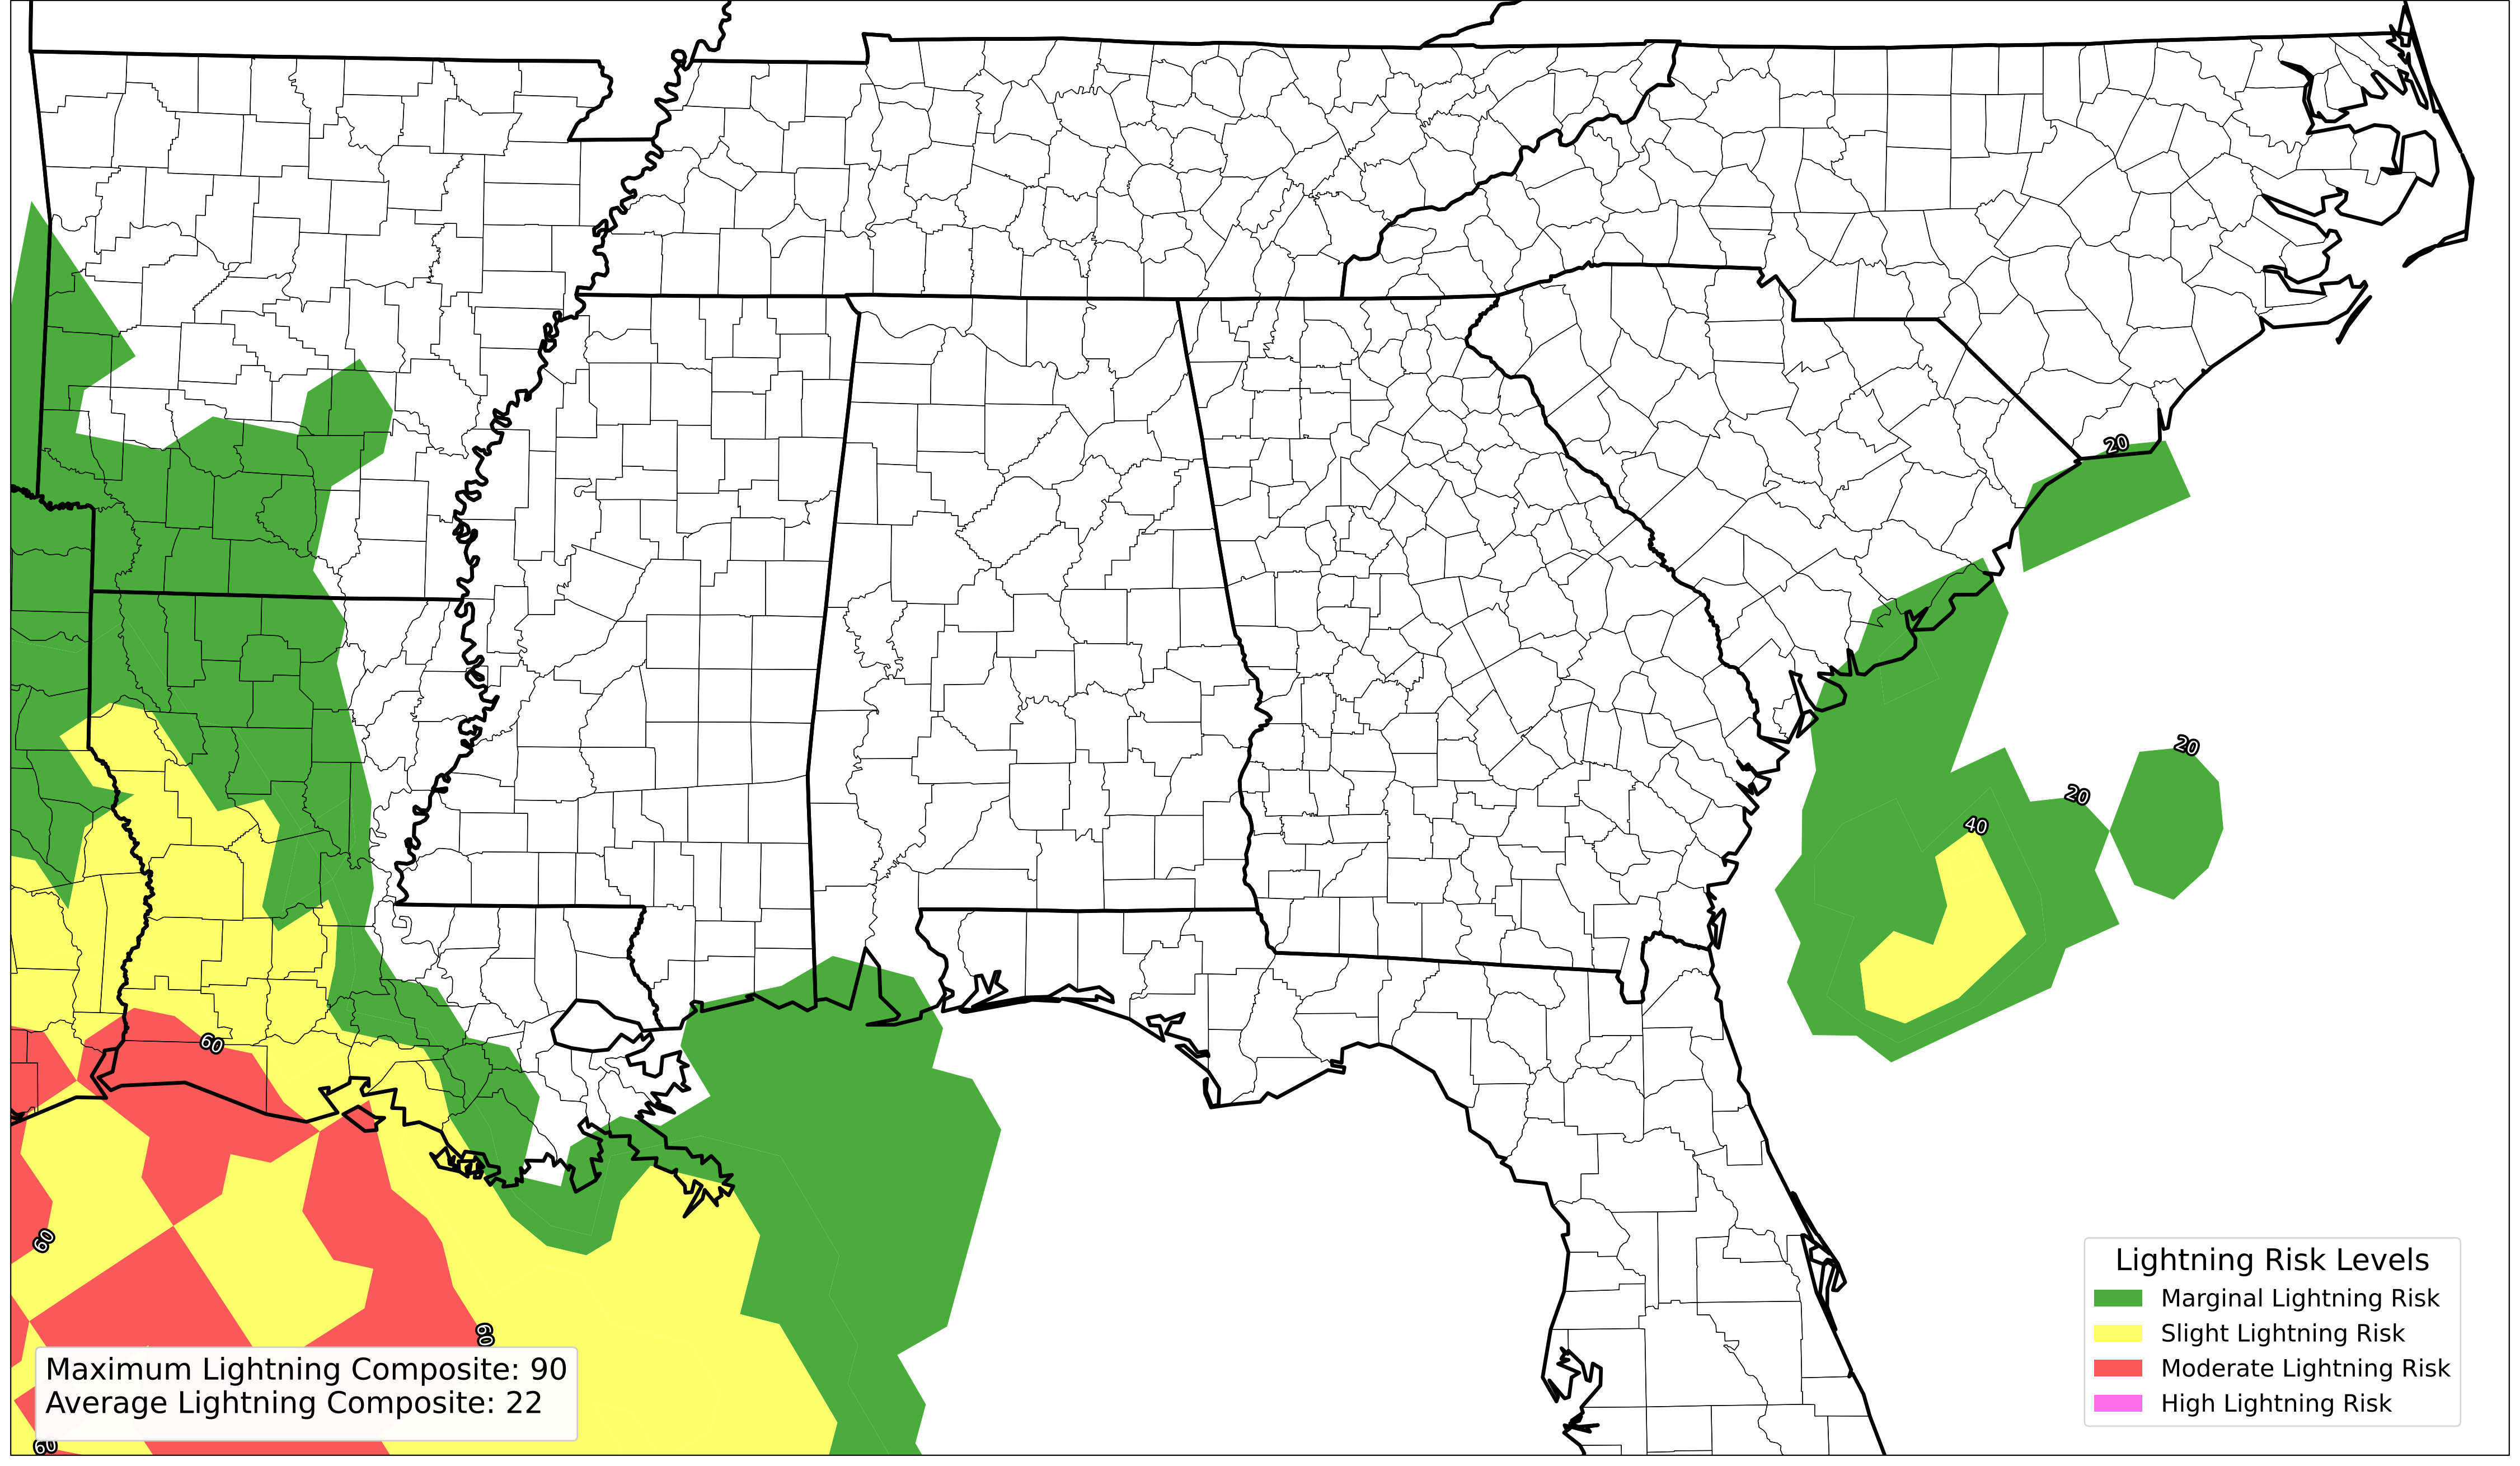 20
20
20
40
60
60
60
60
Maximum Lightning Composite: 90
Average Lightning Composite: 22
Lightning Risk Levels
Marginal Lightning Risk
Slight Lightning Risk
Moderate Lightning Risk
High Lightning Risk